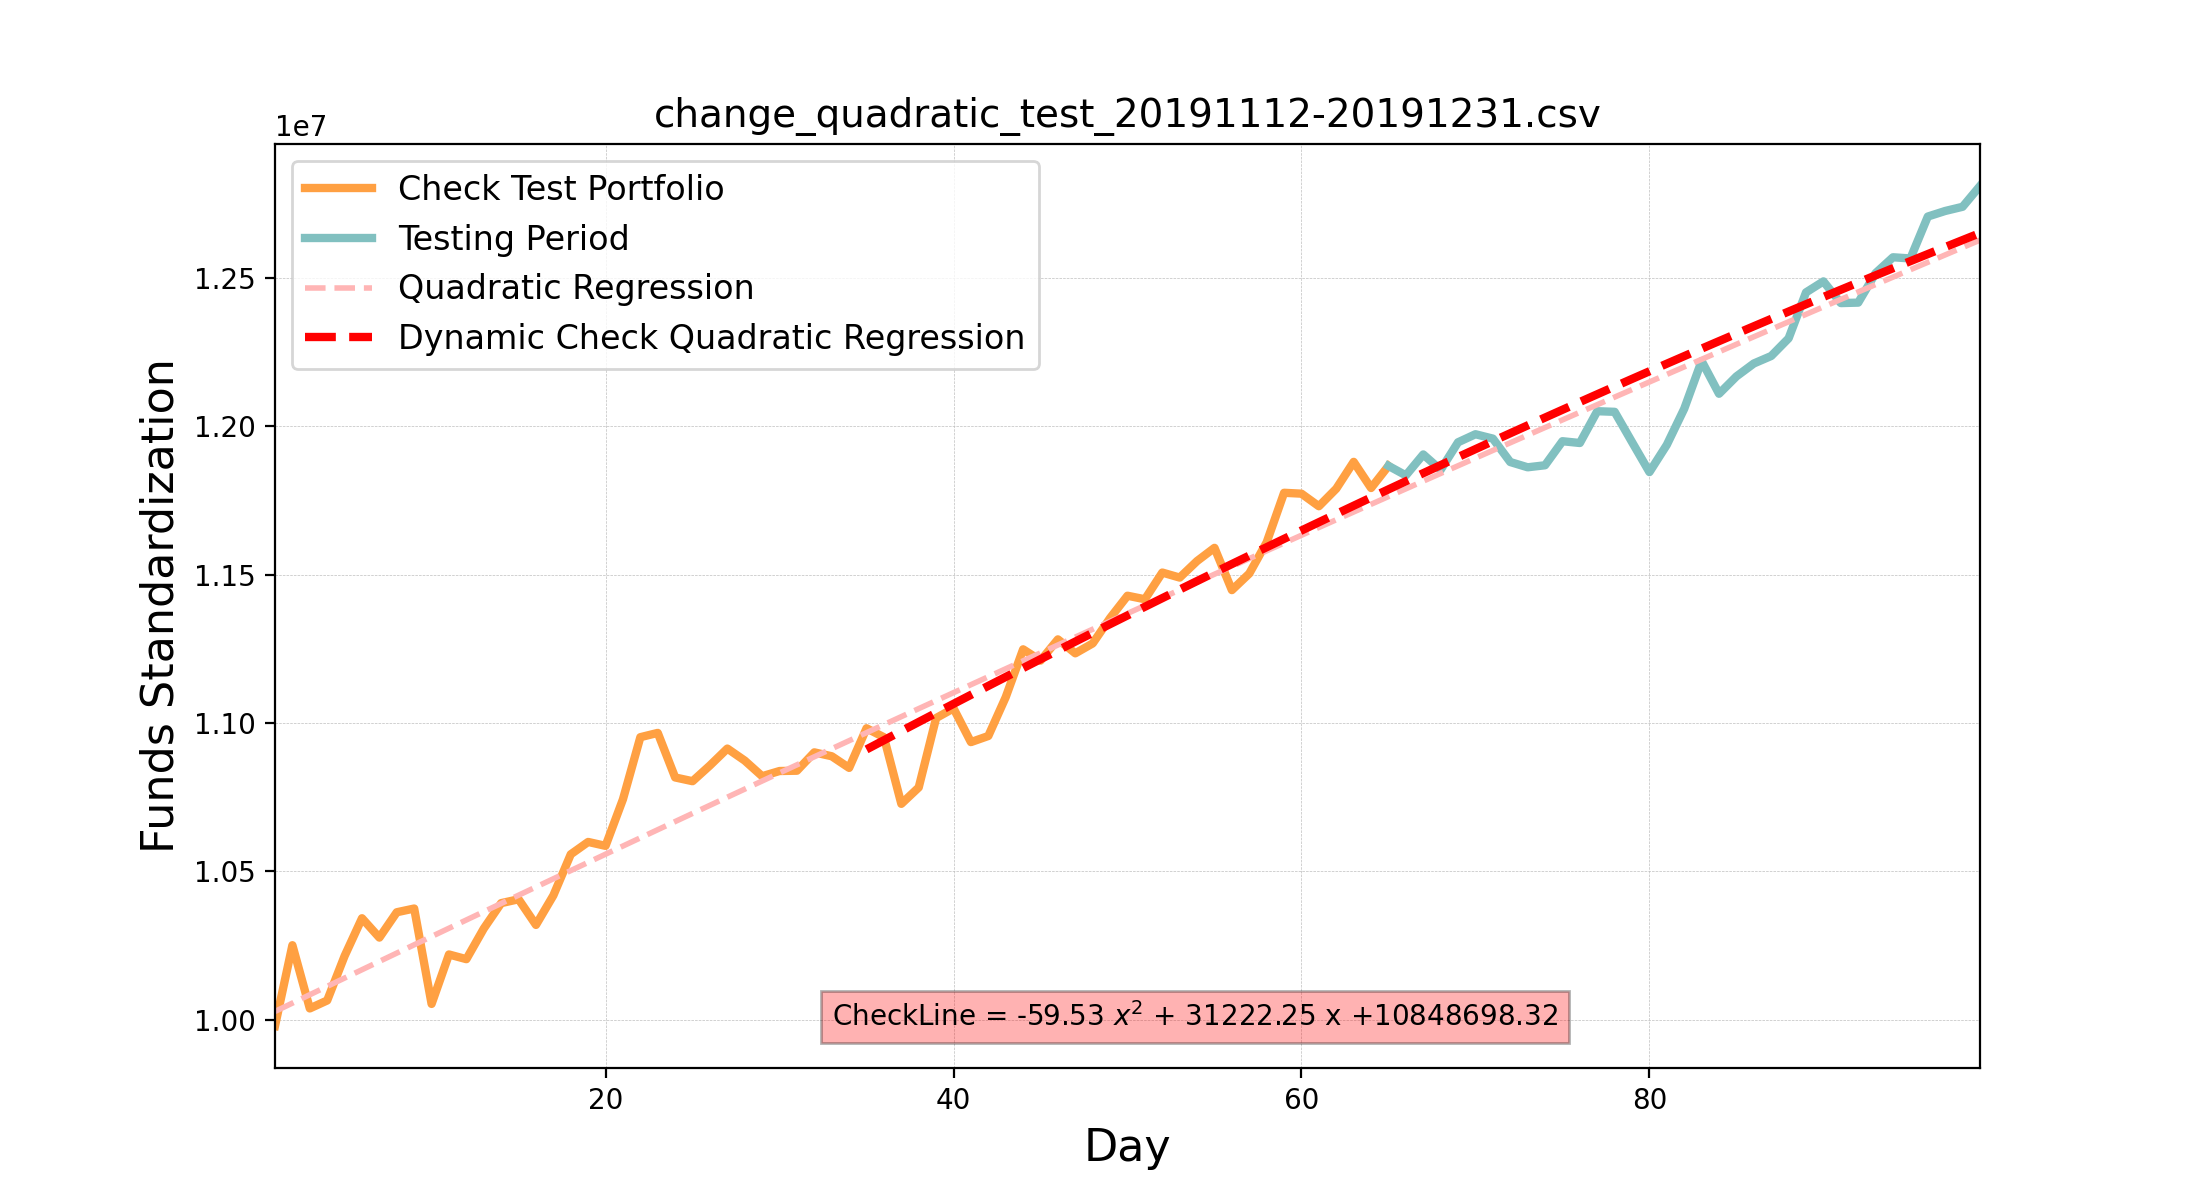 change_quadratic_test_20191112-20191231.csv
1e7
Check Test Portfolio
Testing Period
Quadratic Regression
Dynamic Check Quadratic Regression
Funds Standardization
1.25
1.20
1.15
1.10
1.05
1.00
CheckLine = -59.53 x² + 31222.25 x +10848698.32
20 40 60 80
Day